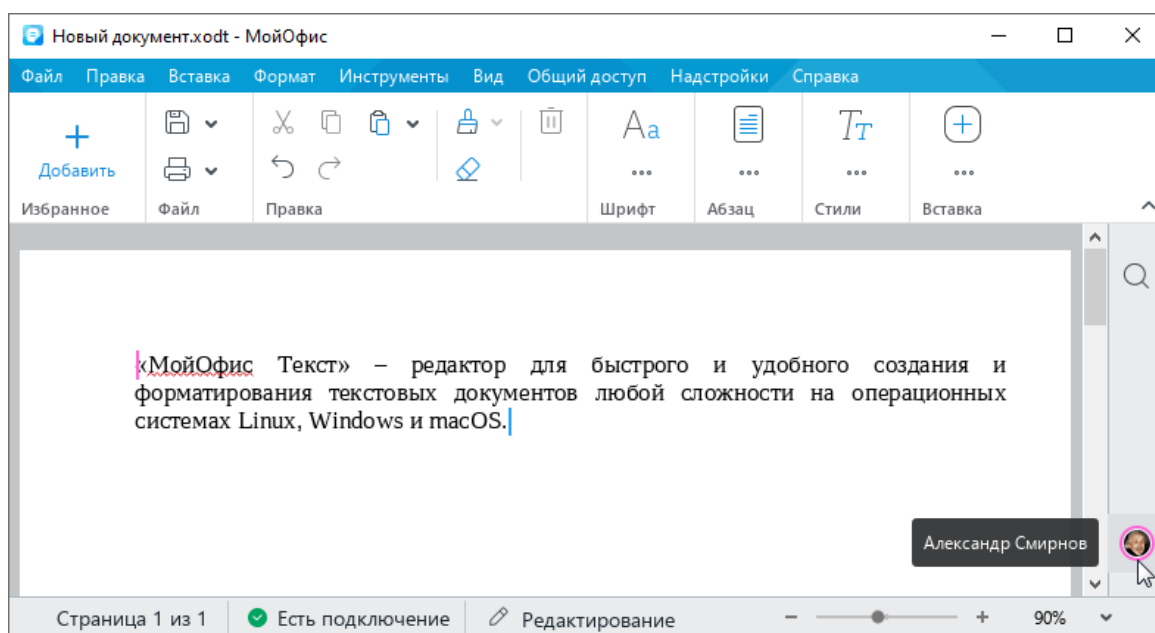 Новый документ.xodt - МойОфис
Файл Правка Вставка Формат Инструменты Вид Общий доступ Надстройки Справка
Добавить
Избранное Файл Правка Шрифт Абзац Стили Вставка
«МойОфис Текст» – редактор для быстрого и удобного создания и
форматирования текстовых документов любой сложности на операционных
системах Linux, Windows и macOS.
Александр Смирнов
Страница 1 из 1 Есть подключение Редактирование 90%